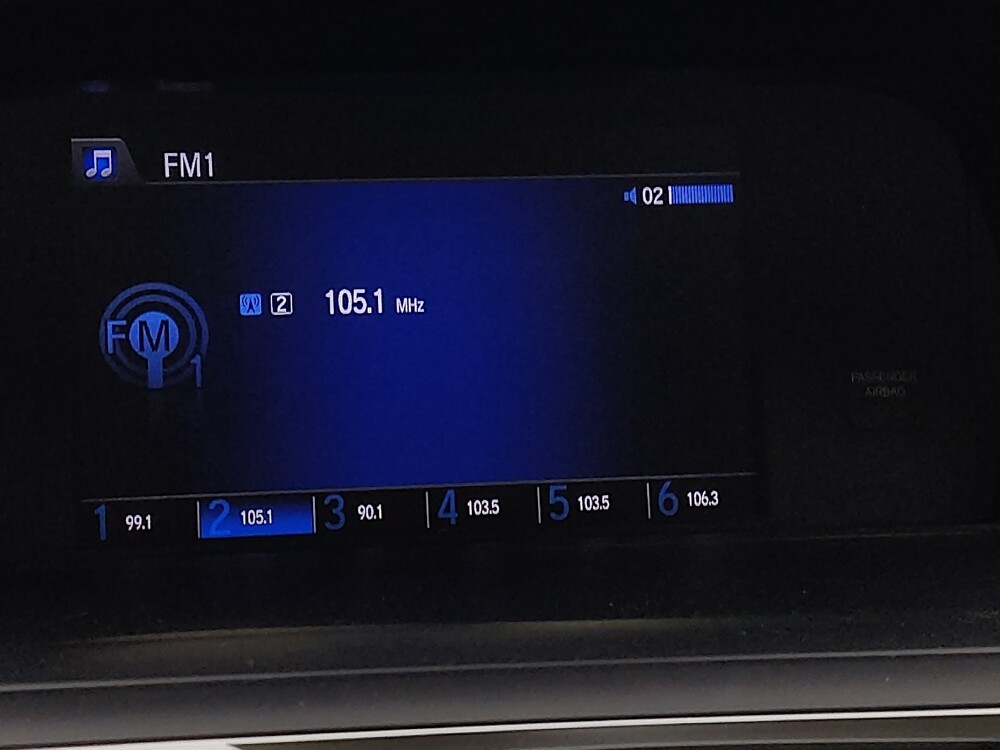 FM1
02
2 105.1 MHz
FM
1
1 99.1 2 105.1 3 90.1 4 103.5 5 103.5 6 106.3
PASSENGER
AIRBAG